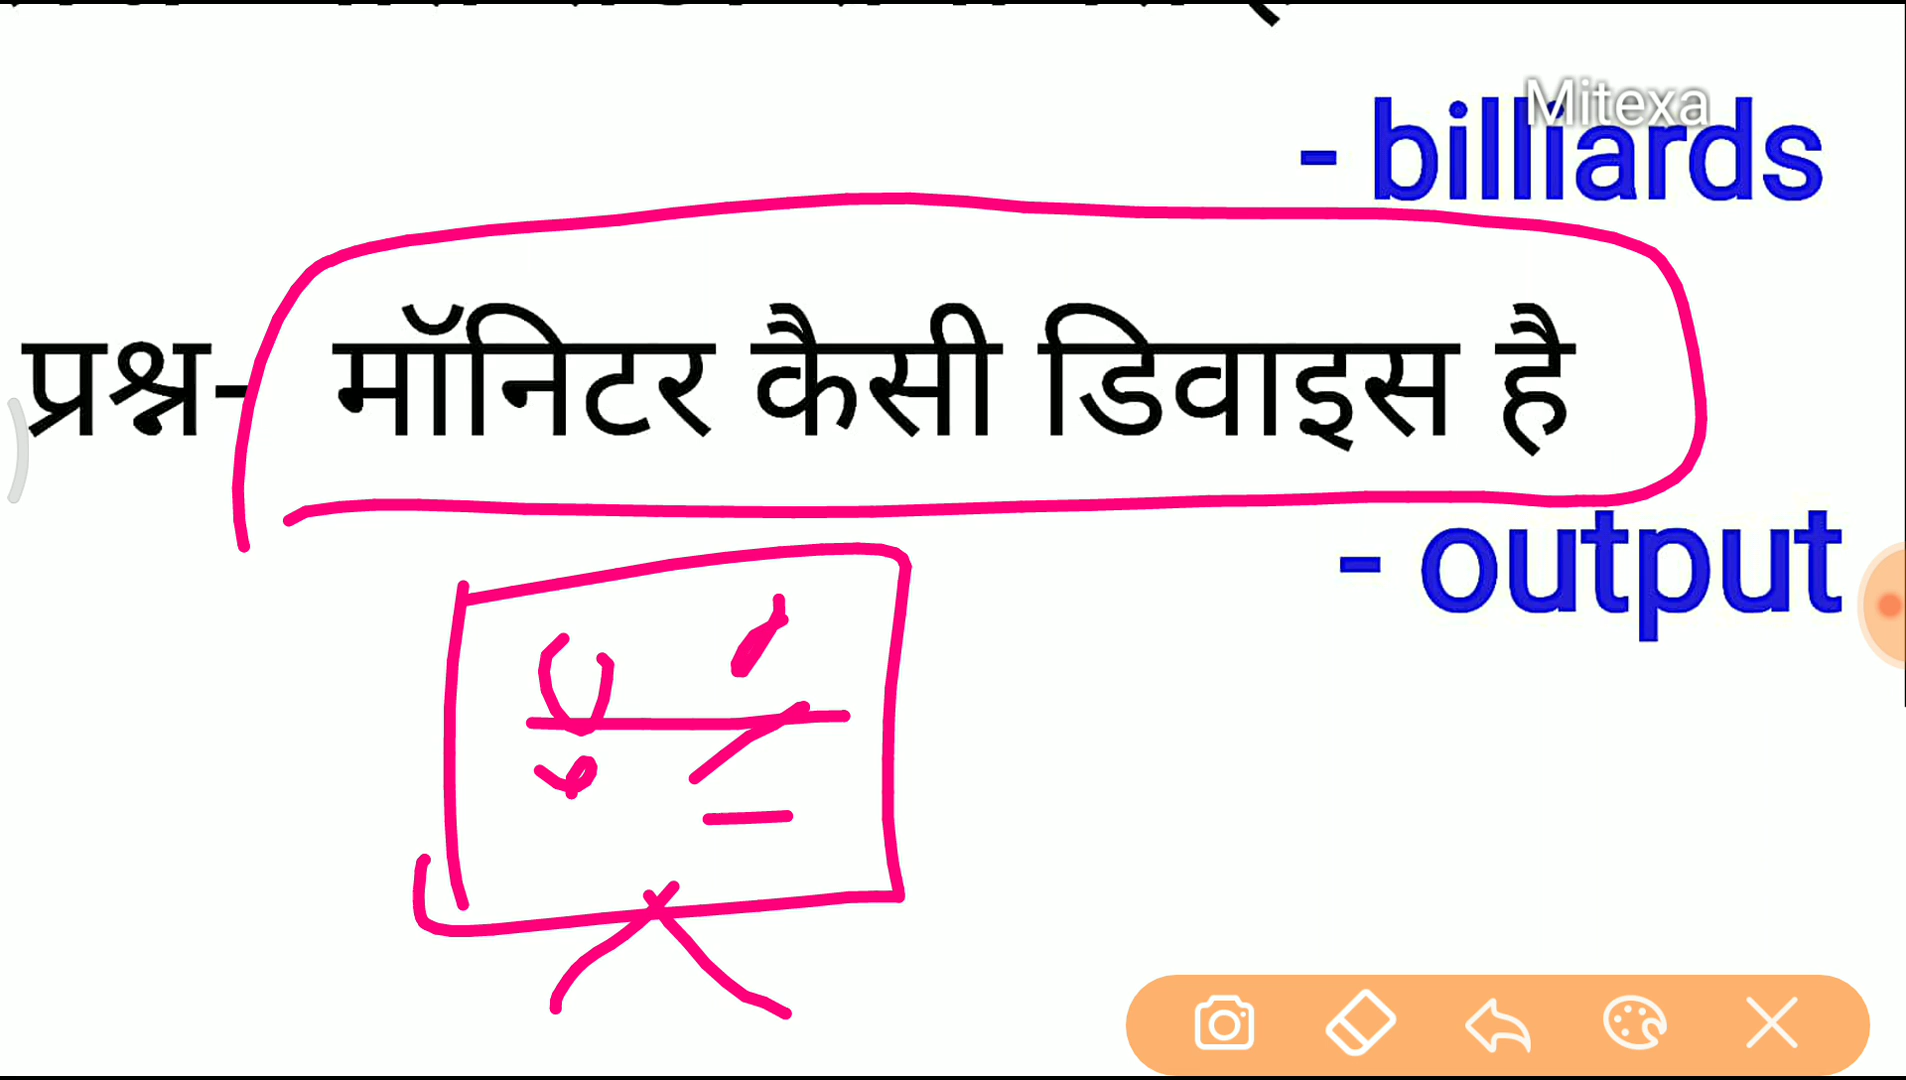 Mitexa
- billiards
प्रश्न- मॉनिटर कैसी डिवाइस है
- output